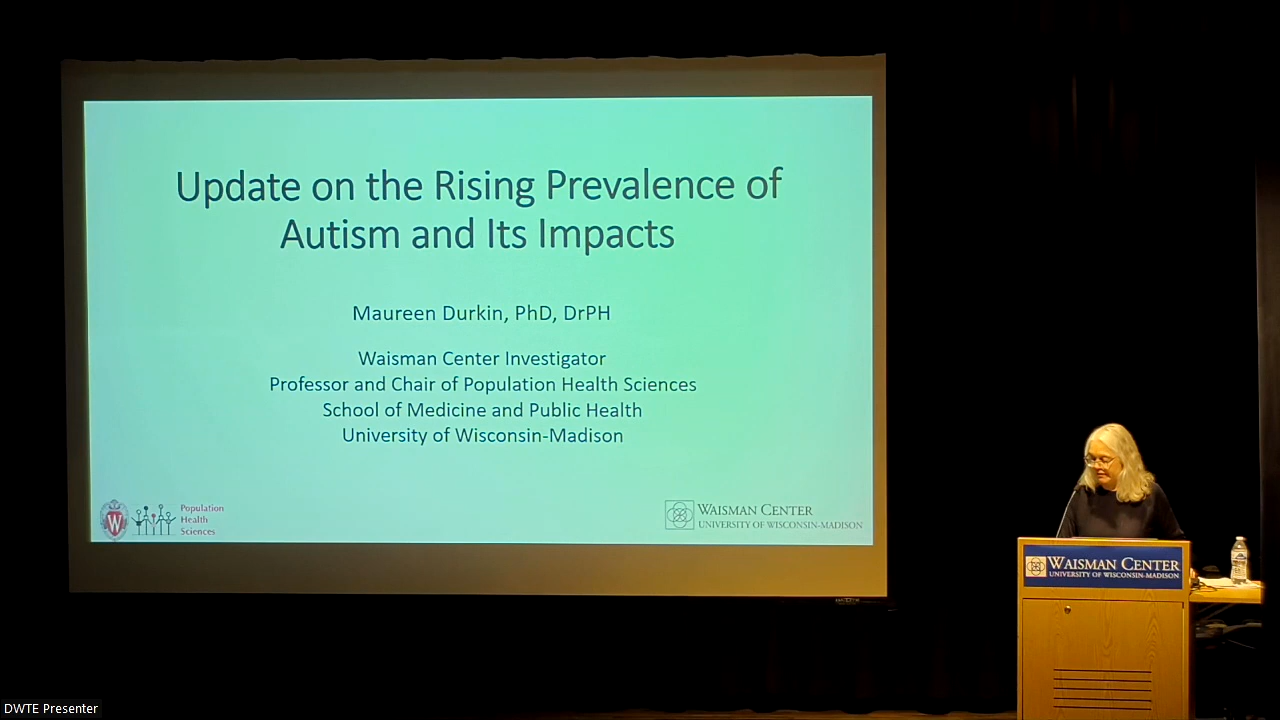 Update on the Rising Prevalence of
Autism and Its Impacts
Maureen Durkin, PhD, DrPH
Waisman Center Investigator
Professor and Chair of Population Health Sciences
School of Medicine and Public Health
University of Wisconsin-Madison
W
Population
Health
Sciences
WAISMAN CENTER
UNIVERSITY OF WISCONSIN-MADISON
WAISMAN CENTER
UNIVERSITY OF WISCONSIN-MADISON
DWTE Presenter